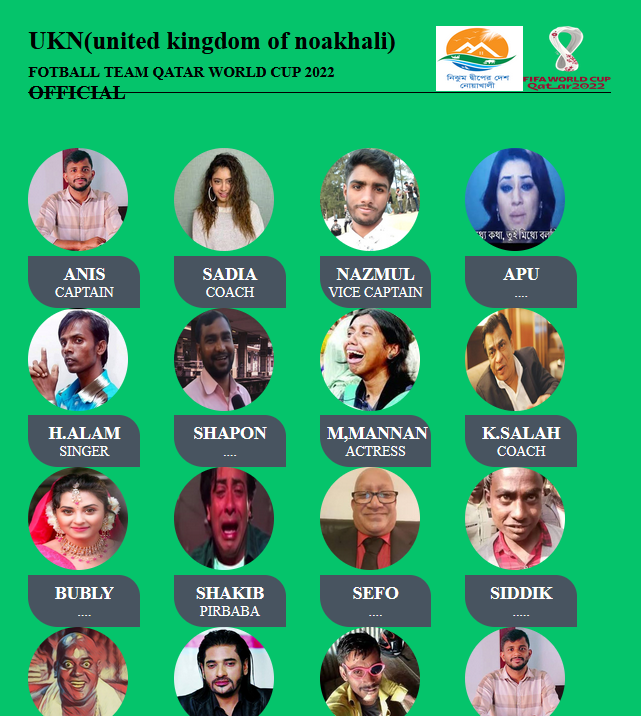 UKN(united kingdom of noakhali)
FOTBALL TEAM QATAR WORLD CUP 2022
OFFICIAL
নিঝুম দ্বীপের দেশ
নোয়াখালী
FIFA WORLD CUP
Qatar2022
ANIS
CAPTAIN
SADIA
COACH
NAZMUL
VICE CAPTAIN
কথা, তুই মিথ্যে
APU
....
H.ALAM
SINGER
SHAPON
....
M,MANNAN
ACTRESS
K.SALAH
COACH
BUBLY
....
SHAKIB
PIRBABA
SEFO
....
SIDDIK
.....